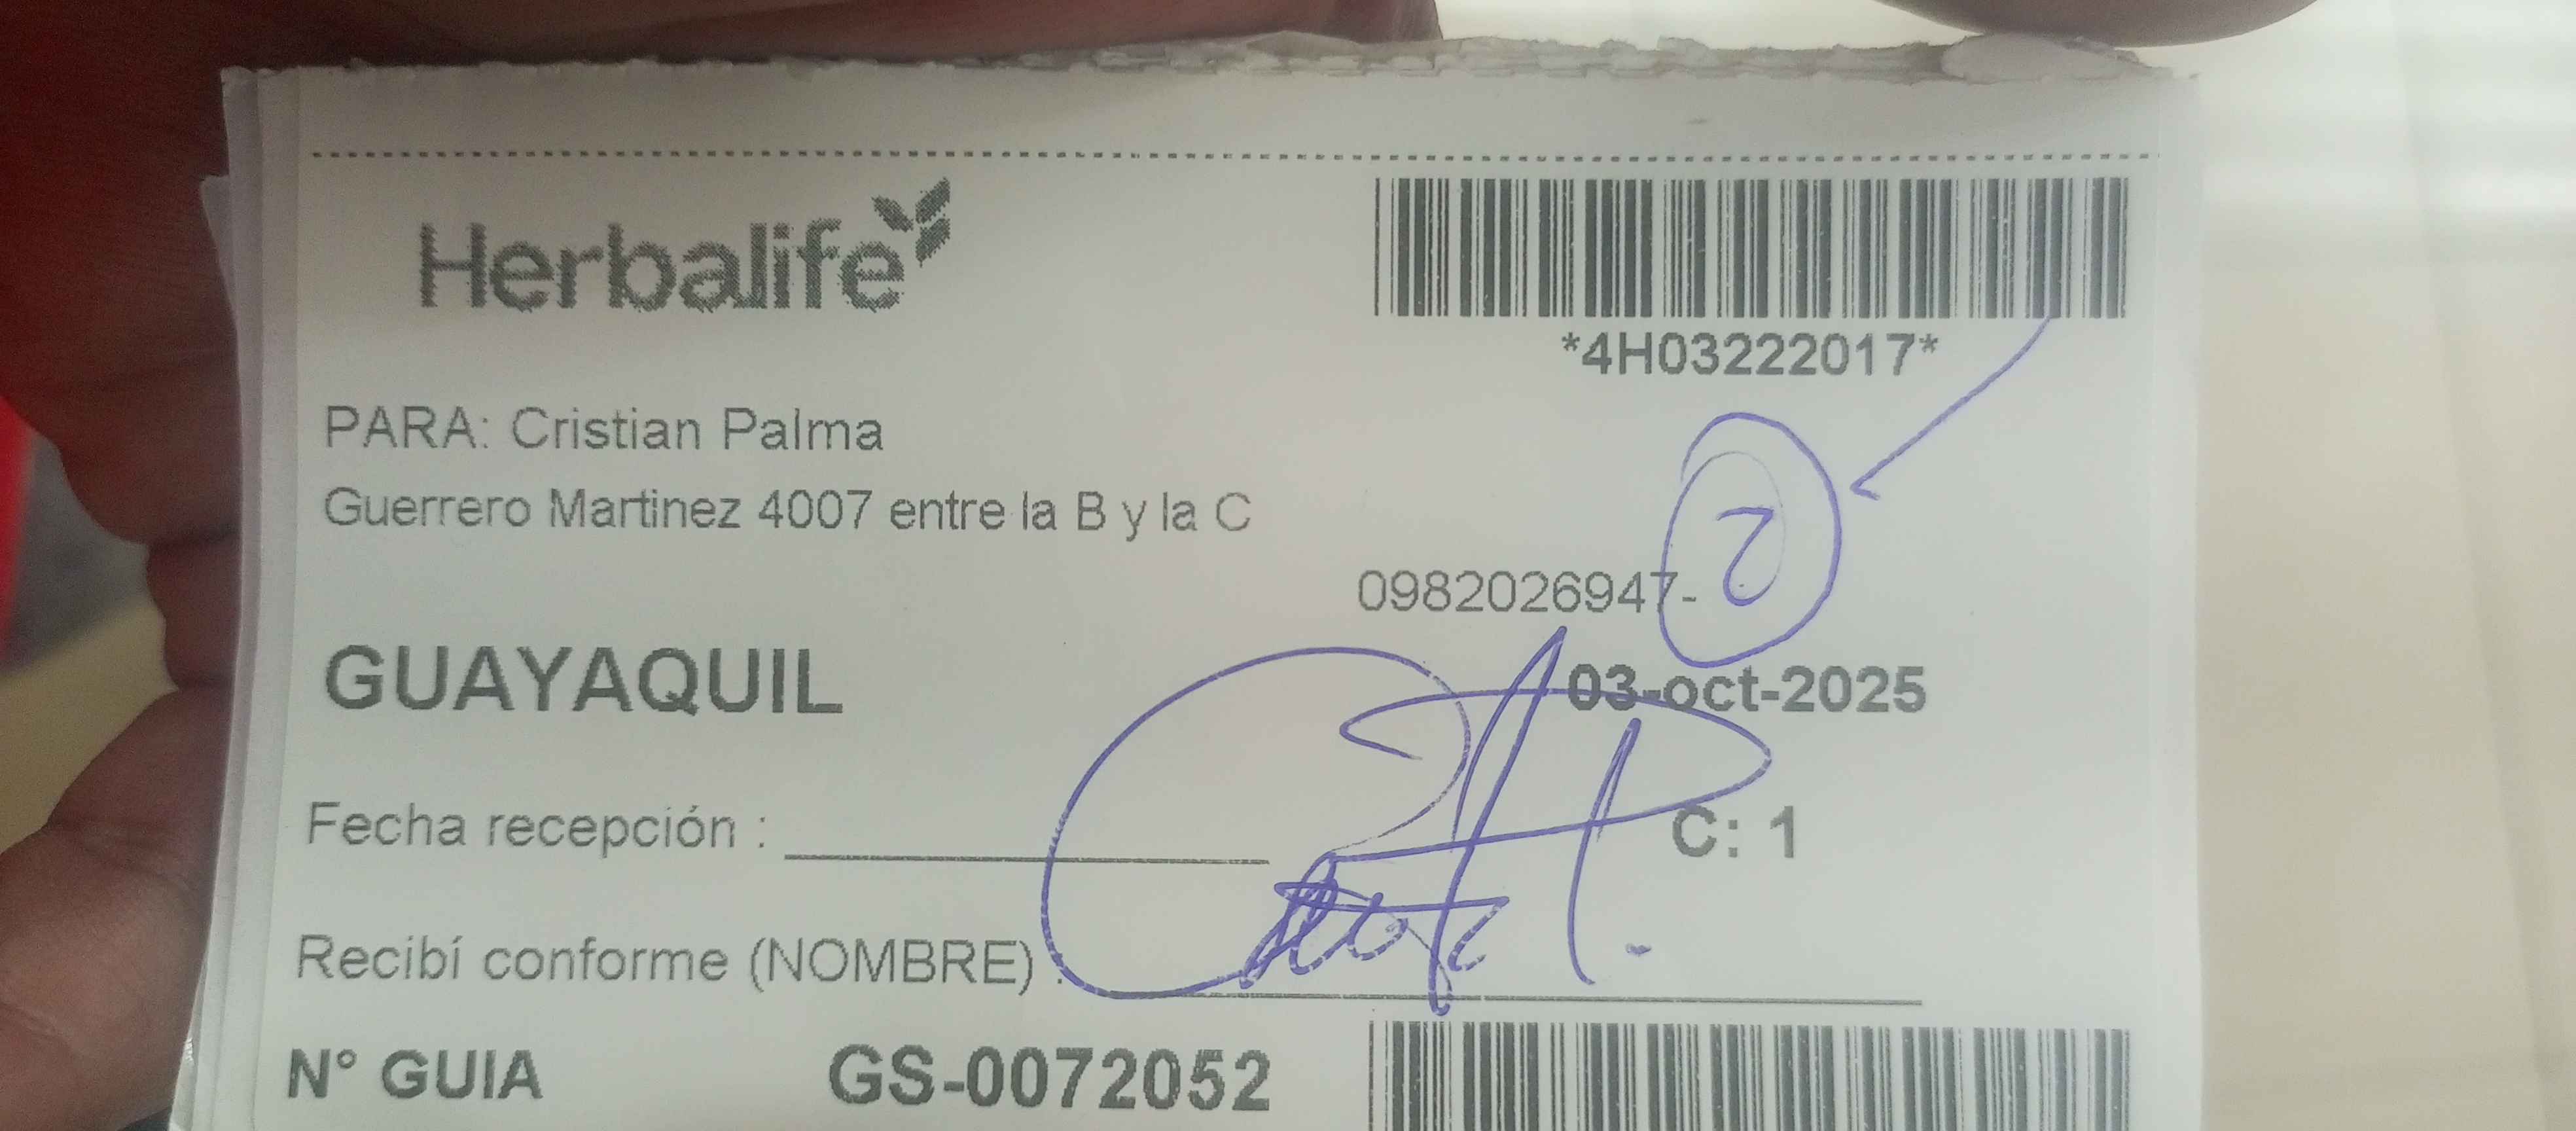 Herbalife
*4H03222017*
PARA: Cristian Palma
Guerrero Martinez 4007 entre la B y la C
2
0982026947-
GUAYAQUIL
03-oct-2025
Fecha recepción :
C: 1
Recibí conforme (NOMBRE) :
N° GUIA GS-0072052